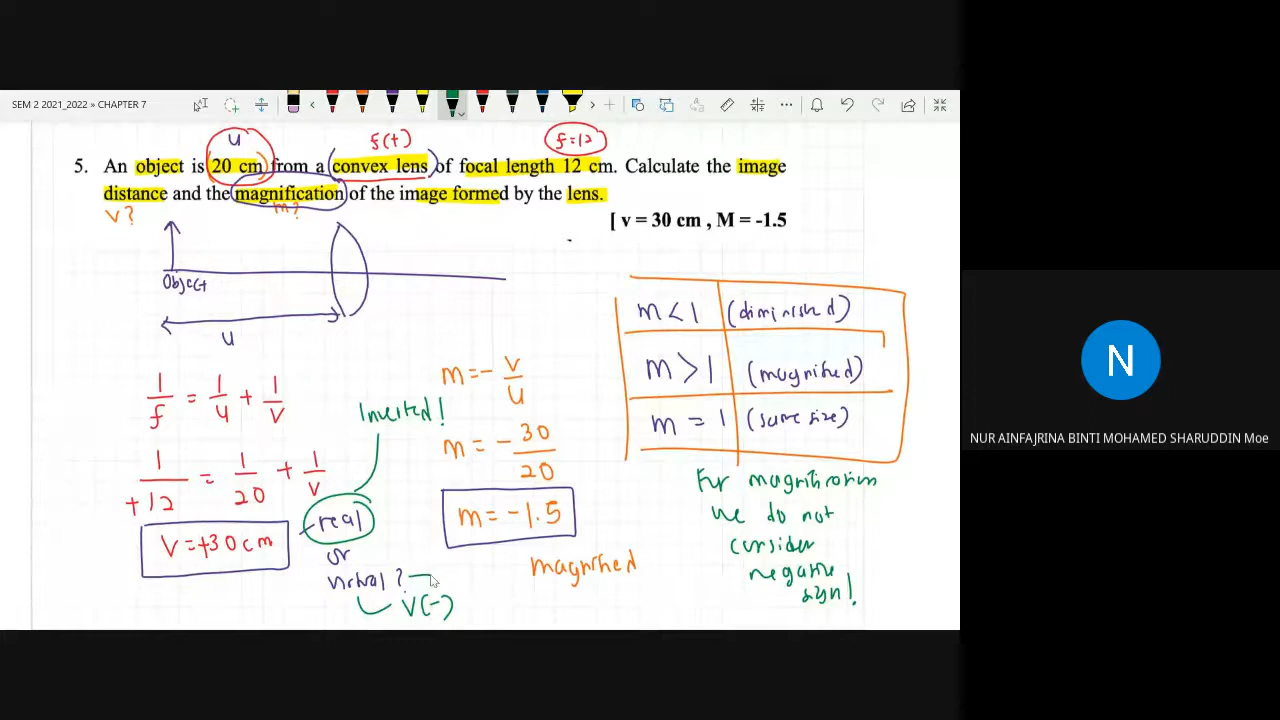 SEM 2 2021_2022 » CHAPTER 7
u
f(+)
f=12
5. An object is 20 cm from a convex lens of focal length 12 cm. Calculate the image
distance and the magnification of the image formed by the lens.
v?
m?
[ v = 30 cm , M = -1.5
Object
u
1/f = 1/u + 1/v
1/+12 = 1/20 + 1/v
V = +30 cm
Inverted!
real
or
virtual ?
V(-)
m = - v/u
m = - 30/20
m = -1.5
magnified
m < 1 (diminished)
m > 1 (magnified)
m = 1 (same size)
For magnification
we do not
consider
negative
sign!
N
NUR AINFAJRINA BINTI MOHAMED SHARUDDIN Moe